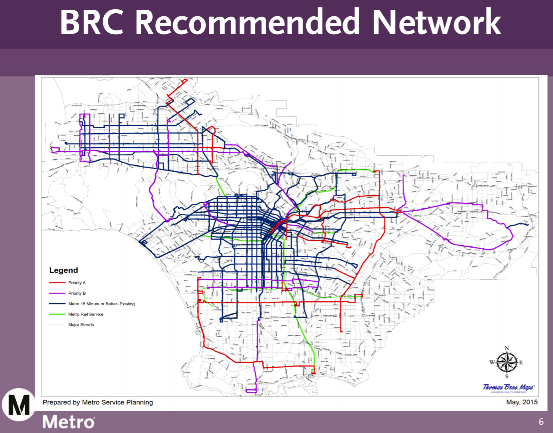 BRC Recommended Network
Legend
Priority A
Priority B
Metro 15 Minute or Better- Existing
Metro Rail Service
Major Streets
N
W E
S
Thomas Bros. Maps
Prepared by Metro Service Planning
May, 2015
M
Metro
6